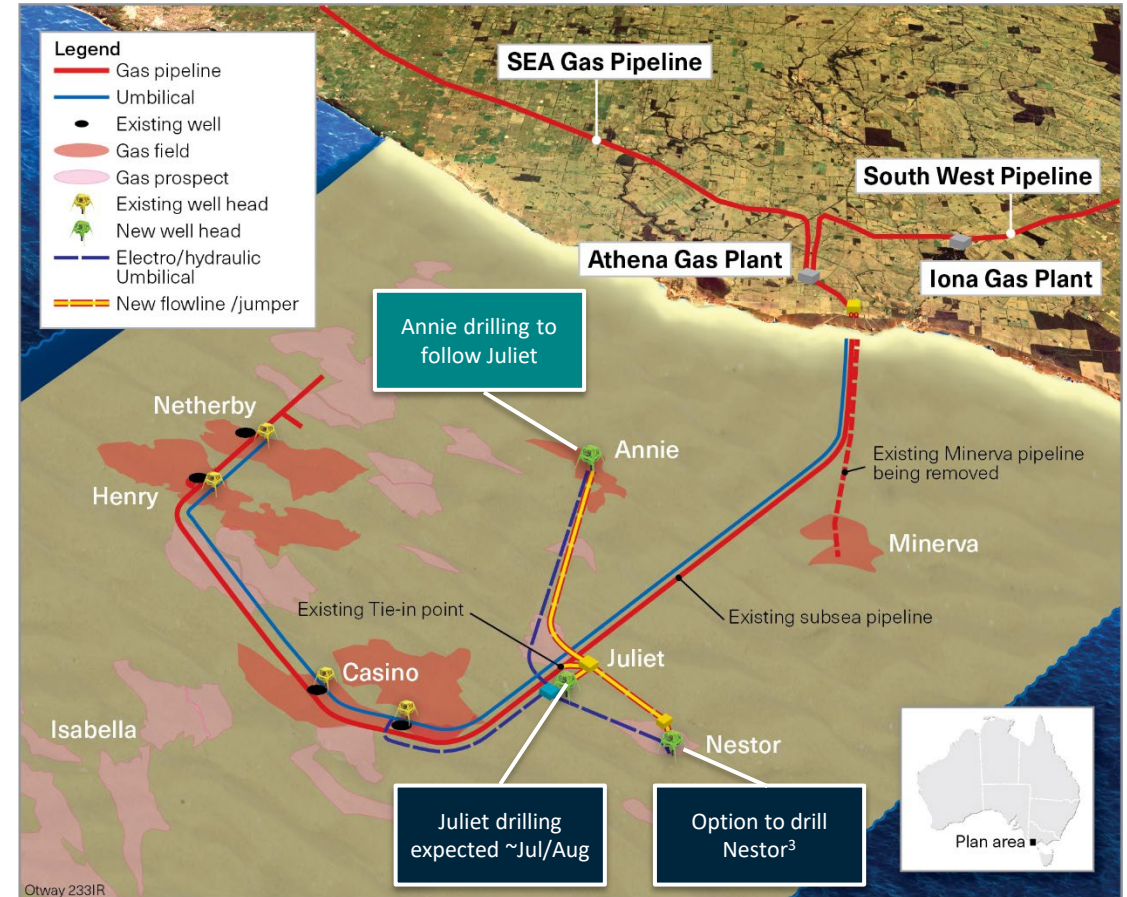 Legend
Gas pipeline
Umbilical
Existing well
Gas field
Gas prospect
Existing well head
New well head
Electro/hydraulic
Umbilical
New flowline /jumper
SEA Gas Pipeline
South West Pipeline
Athena Gas Plant
Iona Gas Plant
Annie drilling to
follow Juliet
Netherby
Annie
Henry
Existing Minerva pipeline
being removed
Minerva
Existing Tie-in point
Existing subsea pipeline
Juliet
Casino
Isabella
Nestor
Juliet drilling
expected ~Jul/Aug
Option to drill
Nestor³
Plan area
Otway 233IR